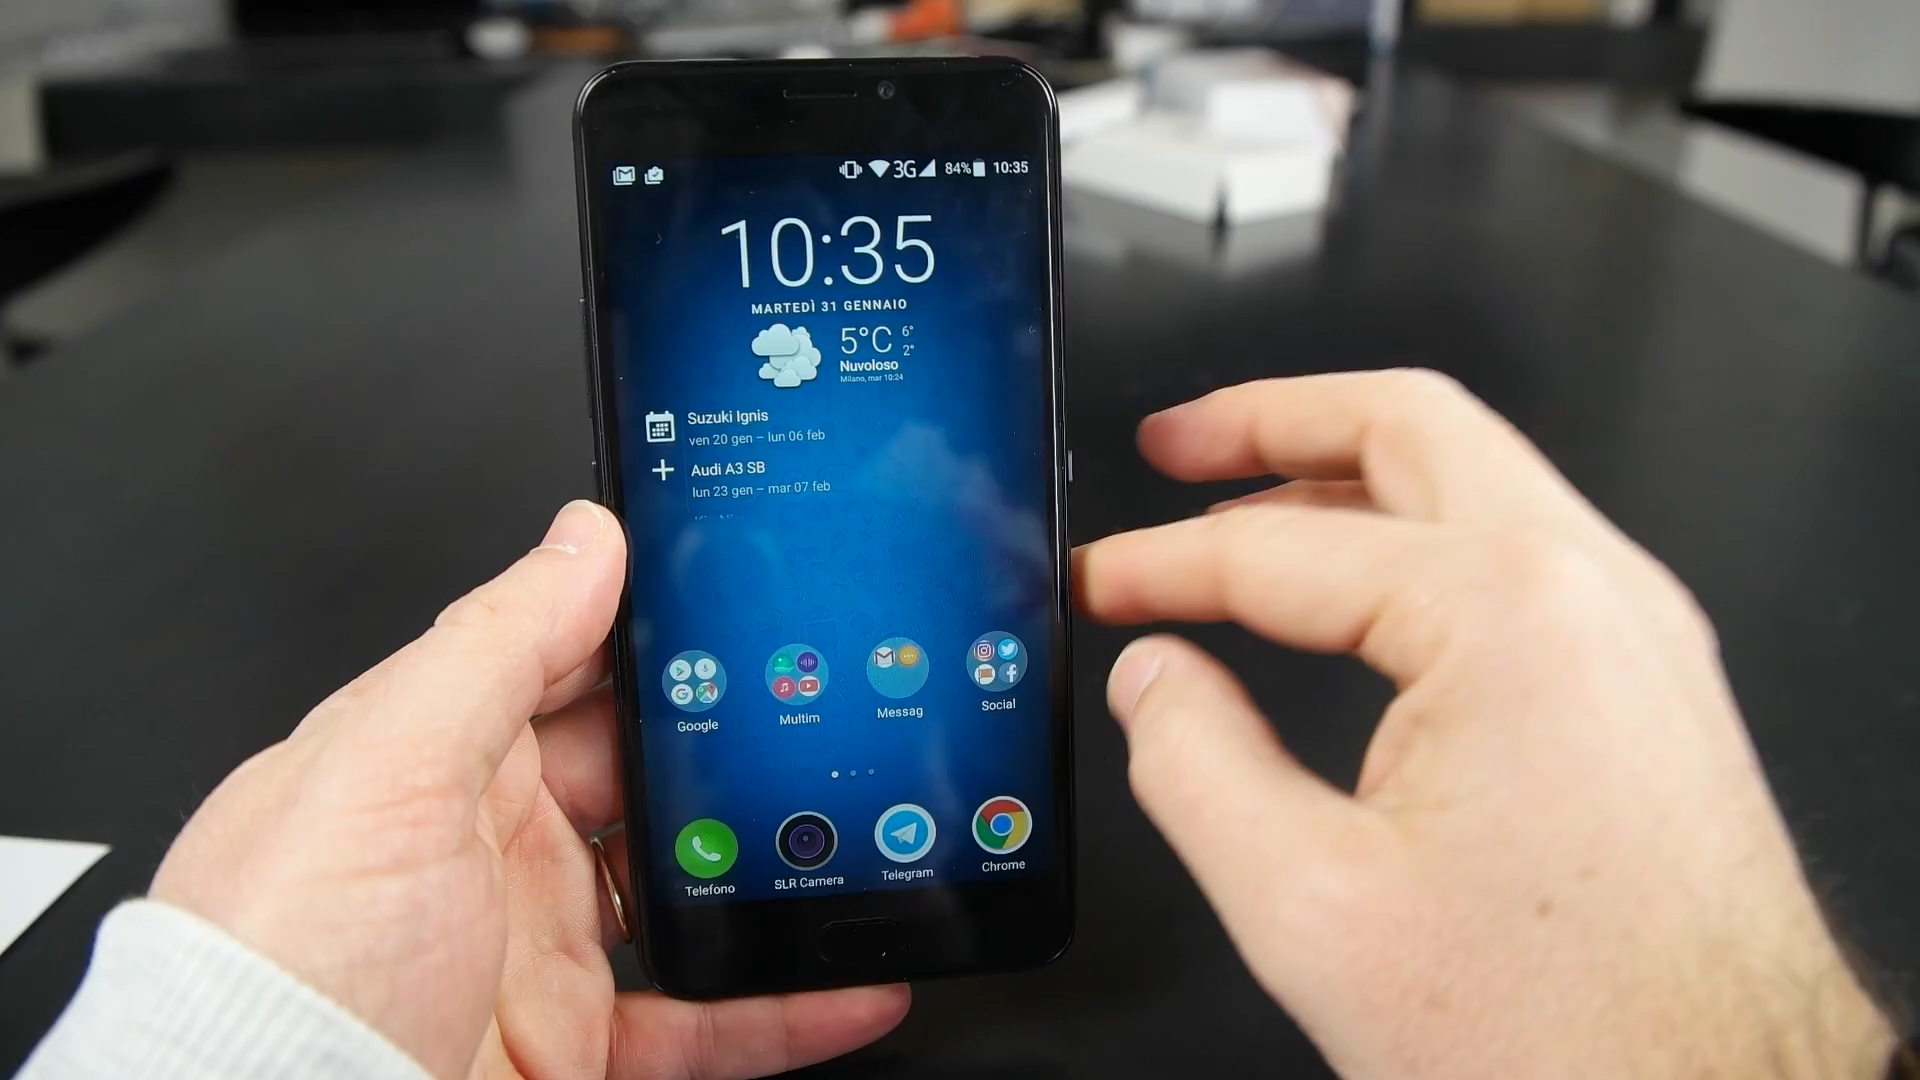 3G 84% 10:35
10:35
MARTEDÌ 31 GENNAIO
5°C 6°
2°
Nuvoloso
Milano, mar 10:24
Suzuki Ignis
ven 20 gen – lun 06 feb
Audi A3 SB
lun 23 gen – mar 07 feb
Google Multim Messag Social
Telefono SLR Camera Telegram Chrome